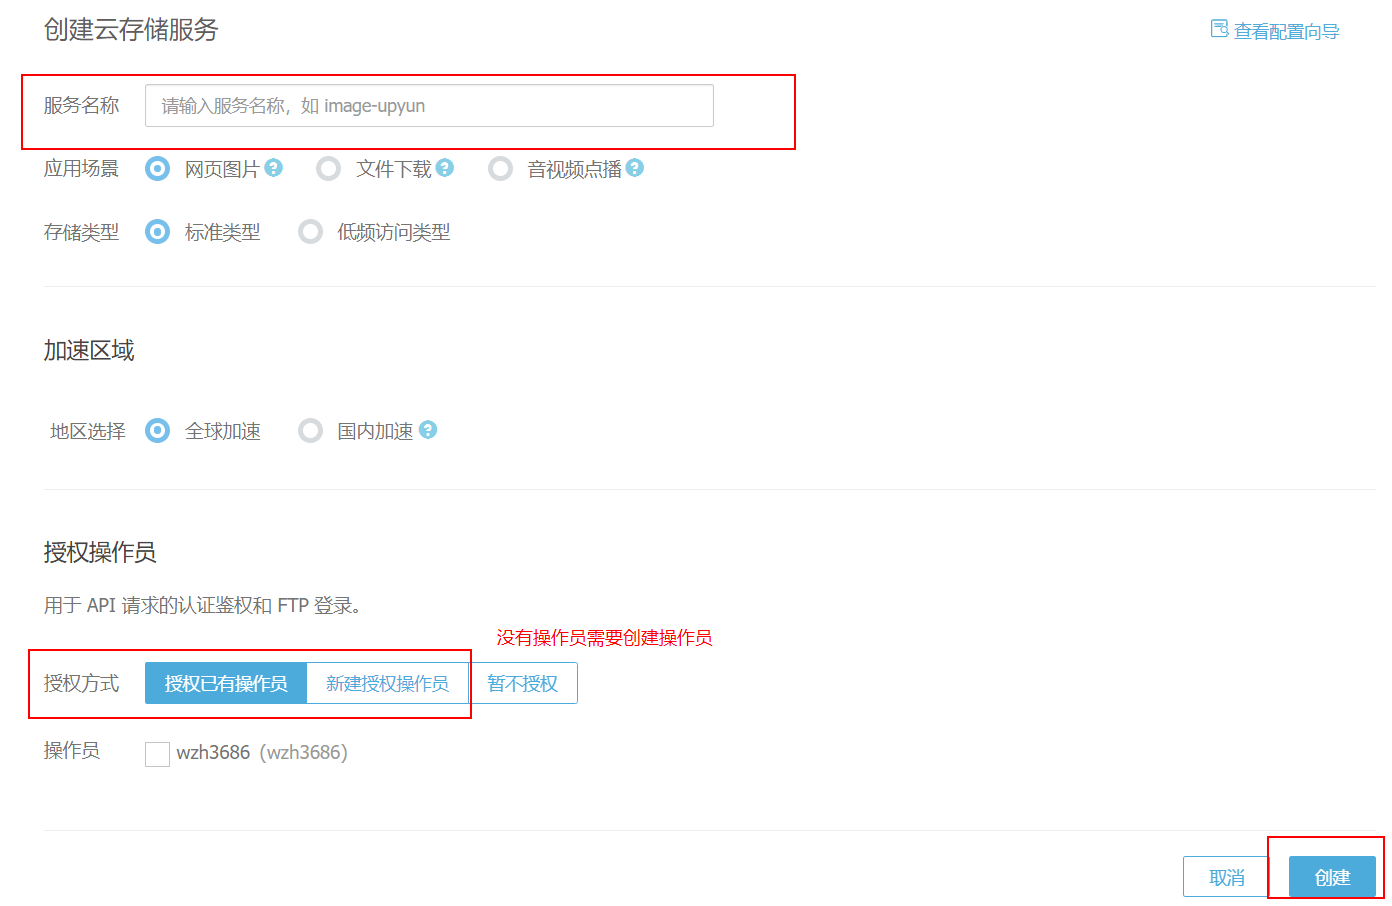 创建云存储服务
查看配置向导
服务名称 请输入服务名称，如 image-upyun
应用场景 网页图片 ? 文件下载 ? 音视频点播 ?
存储类型 标准类型 低频访问类型
加速区域
地区选择 全球加速 国内加速 ?
授权操作员
用于 API 请求的认证鉴权和 FTP 登录。
没有操作员需要创建操作员
授权方式 授权已有操作员 新建授权操作员 暂不授权
操作员 wzh3686（wzh3686）
取消 创建